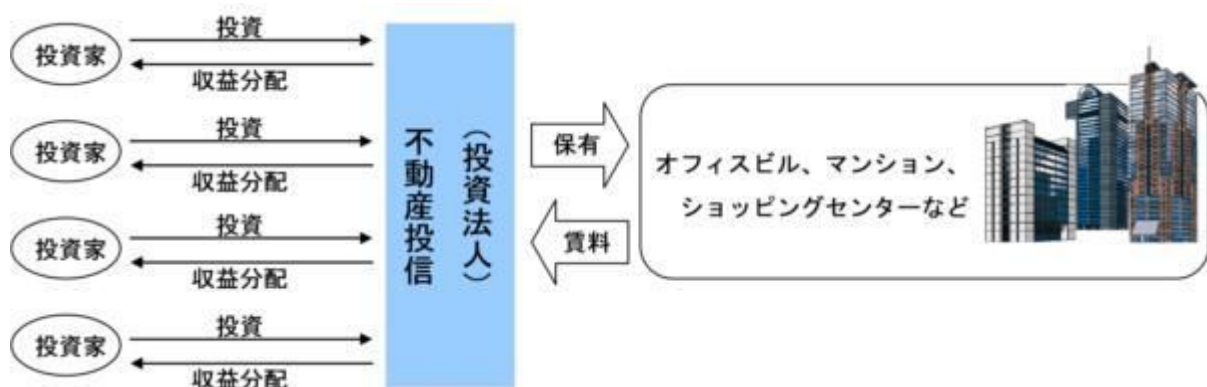 投資家
投資
収益分配
投資家
投資
収益分配
投資家
投資
収益分配
投資家
投資
収益分配
不動産投信
（投資法人）
保有
賃料
オフィスビル、マンション、
ショッピングセンターなど